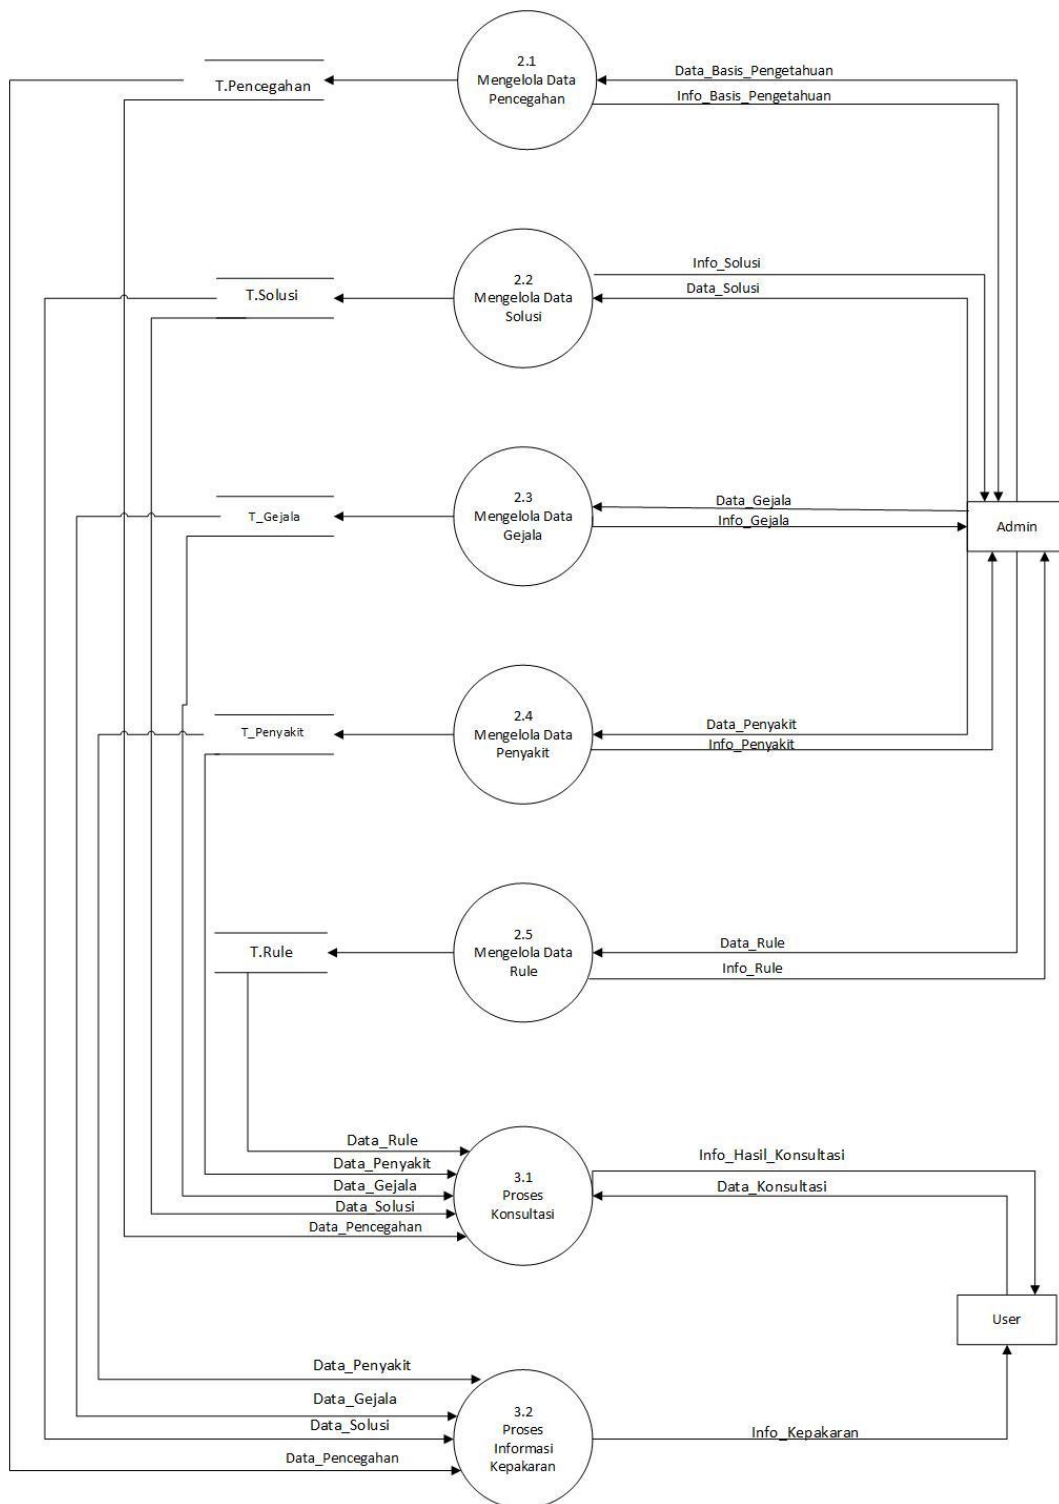 2.1
Mengelola Data
Pencegahan
T.Pencegahan
Data_Basis_Pengetahuan
Info_Basis_Pengetahuan
2.2
Mengelola Data
Solusi
T.Solusi
Info_Solusi
Data_Solusi
2.3
Mengelola Data
Gejala
T_Gejala
Data_Gejala
Info_Gejala
Admin
2.4
Mengelola Data
Penyakit
T_Penyakit
Data_Penyakit
Info_Penyakit
2.5
Mengelola Data
Rule
T.Rule
Data_Rule
Info_Rule
Data_Rule
Data_Penyakit
Data_Gejala
Data_Solusi
Data_Pencegahan
3.1
Proses
Konsultasi
Info_Hasil_Konsultasi
Data_Konsultasi
User
Data_Penyakit
Data_Gejala
Data_Solusi
Data_Pencegahan
3.2
Proses
Informasi
Kepakaran
Info_Kepakaran